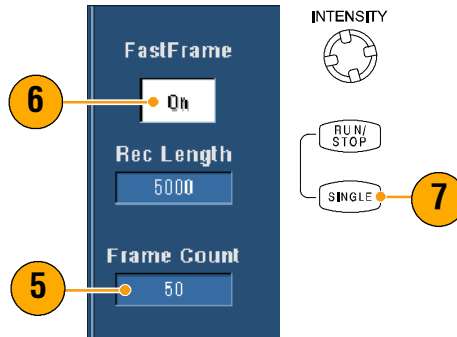 FastFrame
6
On
Rec Length
5000
Frame Count
5
50
INTENSITY
RUN/
STOP
SINGLE
7